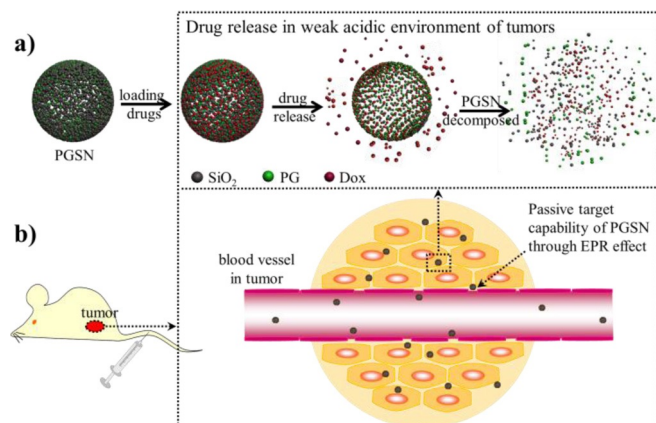 Drug release in weak acidic environment of tumors
a)
loading
drugs
drug
release
PGSN
decomposed
PGSN
SiO₂
PG
Dox
b)
tumor
blood vessel
in tumor
Passive target
capability of PGSN
through EPR effect